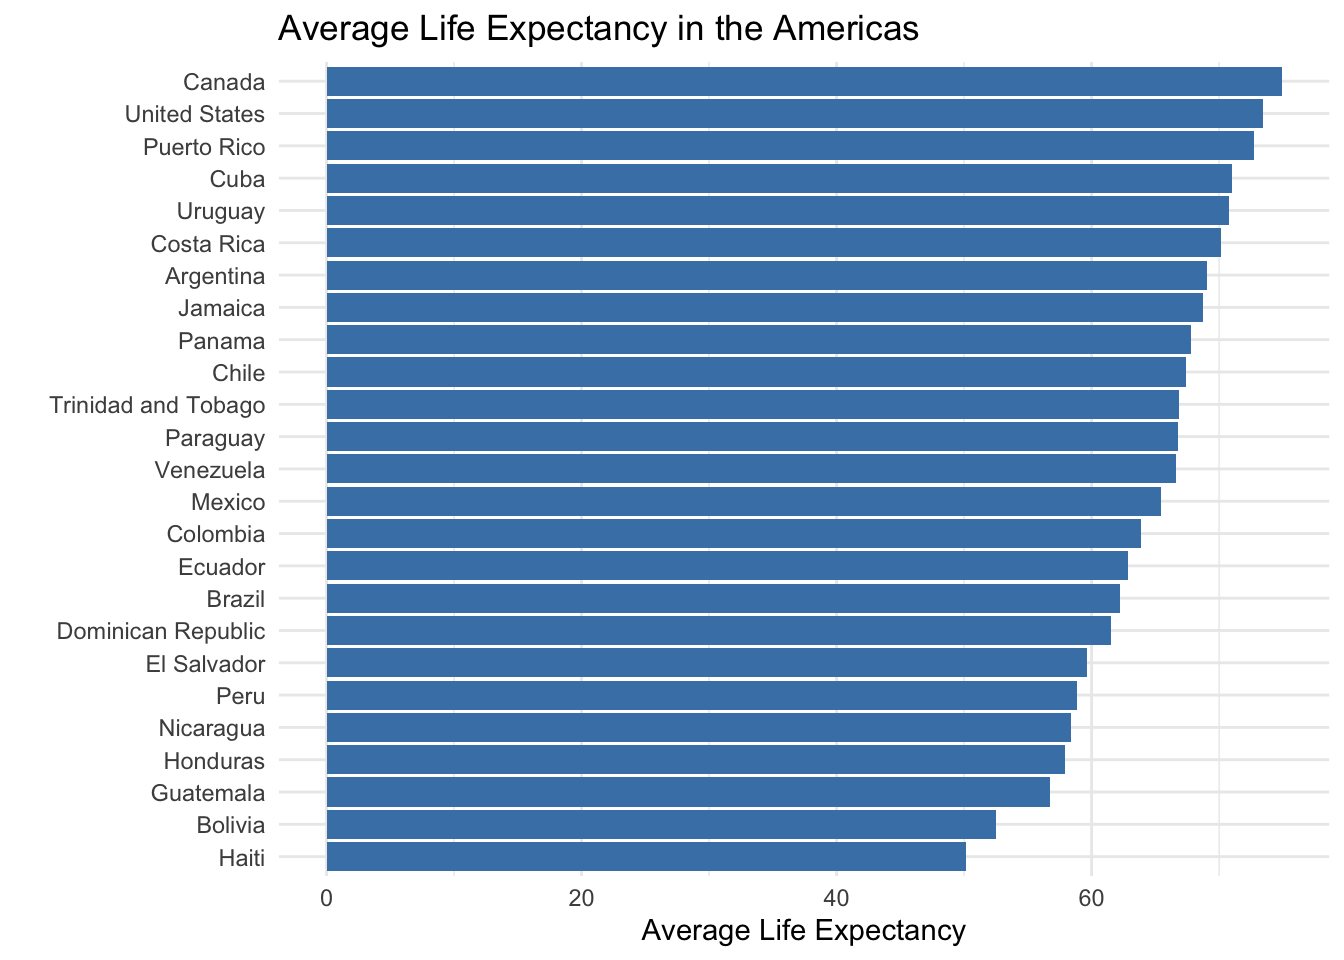 Average Life Expectancy in the Americas
Canada
United States
Puerto Rico
Cuba
Uruguay
Costa Rica
Argentina
Jamaica
Panama
Chile
Trinidad and Tobago
Paraguay
Venezuela
Mexico
Colombia
Ecuador
Brazil
Dominican Republic
El Salvador
Peru
Nicaragua
Honduras
Guatemala
Bolivia
Haiti
0 20 40 60
Average Life Expectancy